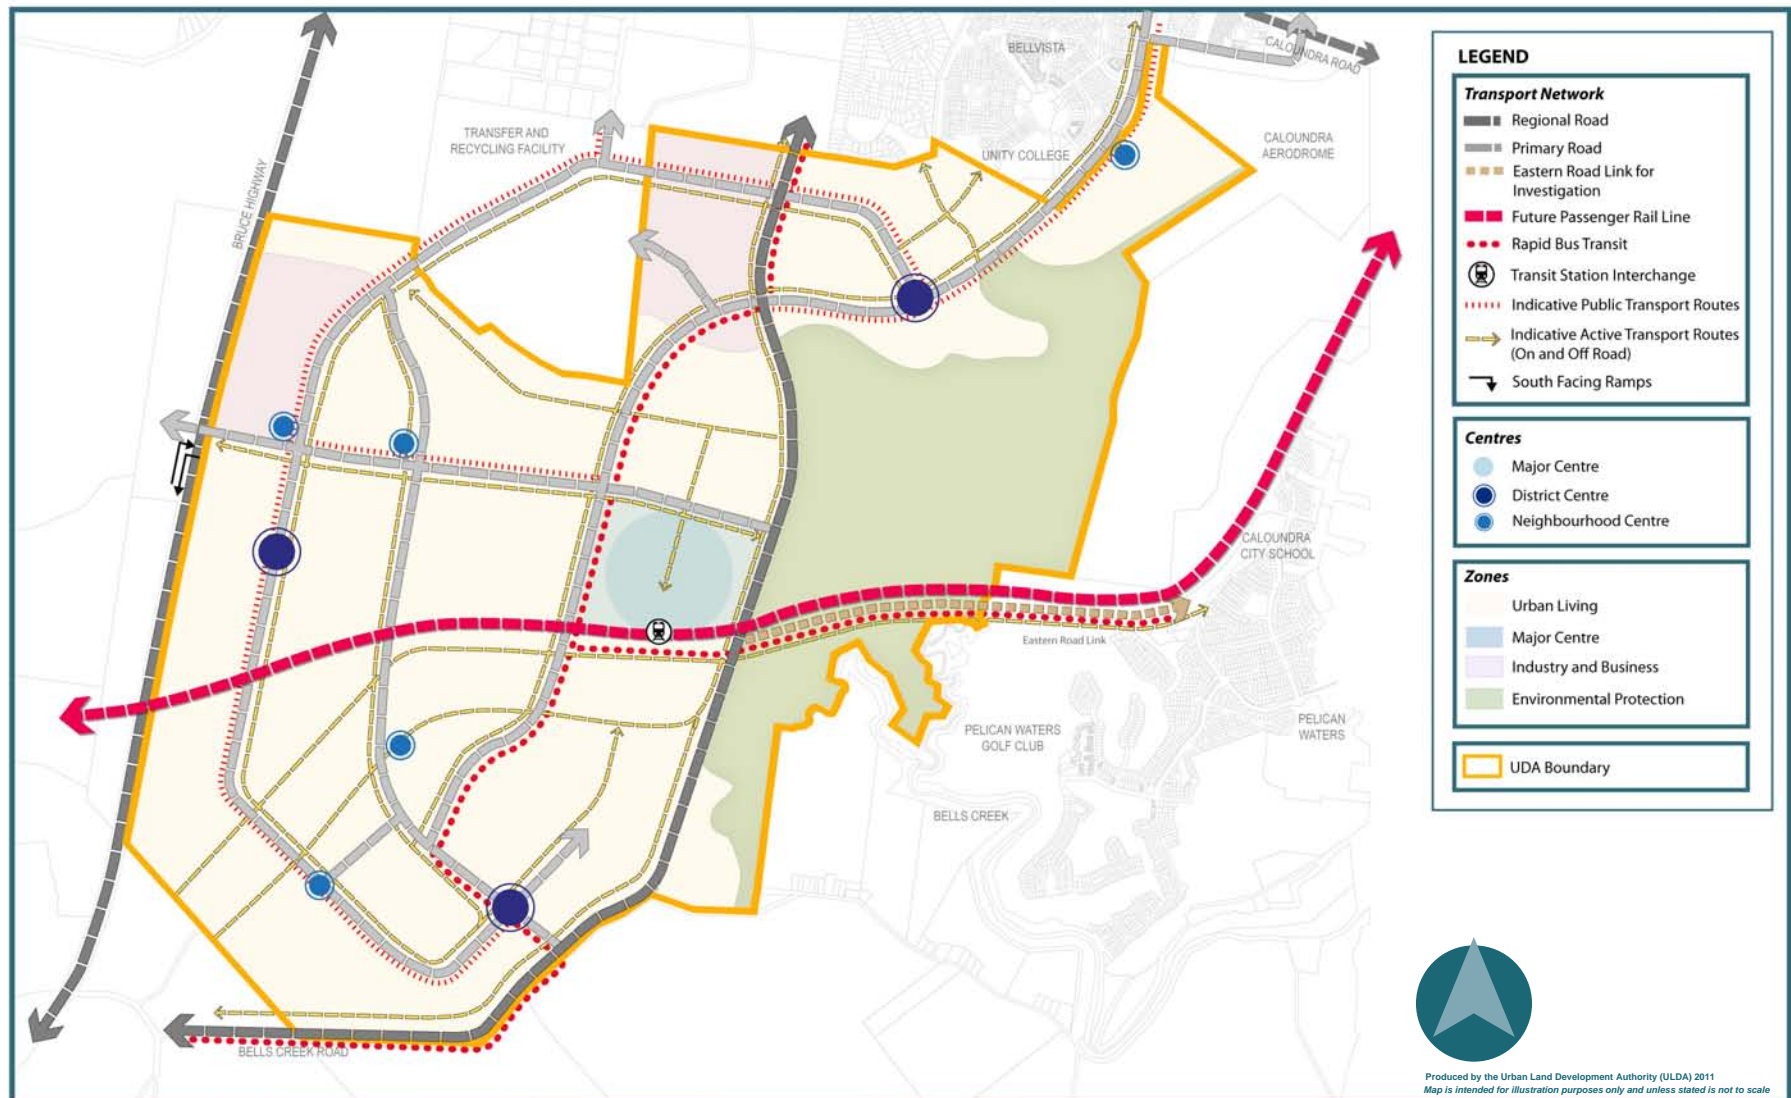 BELLVISTA
CALOUNDRA ROAD
TRANSFER AND
RECYCLING FACILITY
UNITY COLLEGE
CALOUNDRA
AERODROME
BRUCE HIGHWAY
CALOUNDRA
CITY SCHOOL
Eastern Road Link
PELICAN WATERS
GOLF CLUB
PELICAN
WATERS
BELLS CREEK
BELLS CREEK ROAD
LEGEND
Transport Network
Regional Road
Primary Road
Eastern Road Link for
Investigation
Future Passenger Rail Line
Rapid Bus Transit
Transit Station Interchange
Indicative Public Transport Routes
Indicative Active Transport Routes
(On and Off Road)
South Facing Ramps
Centres
Major Centre
District Centre
Neighbourhood Centre
Zones
Urban Living
Major Centre
Industry and Business
Environmental Protection
UDA Boundary
Produced by the Urban Land Development Authority (ULDA) 2011
Map is intended for illustration purposes only and unless stated is not to scale